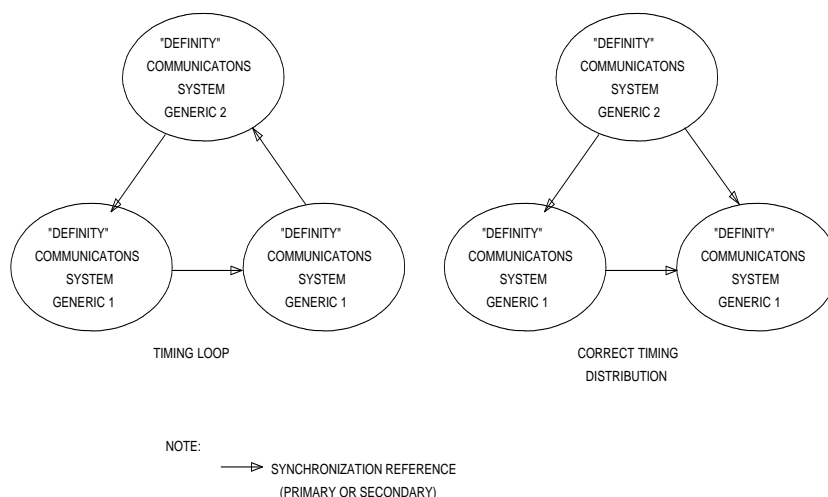 "DEFINITY"
COMMUNICATONS
SYSTEM
GENERIC 2
"DEFINITY"
COMMUNICATONS
SYSTEM
GENERIC 1
"DEFINITY"
COMMUNICATONS
SYSTEM
GENERIC 1
TIMING LOOP
"DEFINITY"
COMMUNICATONS
SYSTEM
GENERIC 2
"DEFINITY"
COMMUNICATONS
SYSTEM
GENERIC 1
"DEFINITY"
COMMUNICATONS
SYSTEM
GENERIC 1
CORRECT TIMING
DISTRIBUTION
NOTE:
SYNCHRONIZATION REFERENCE
(PRIMARY OR SECONDARY)